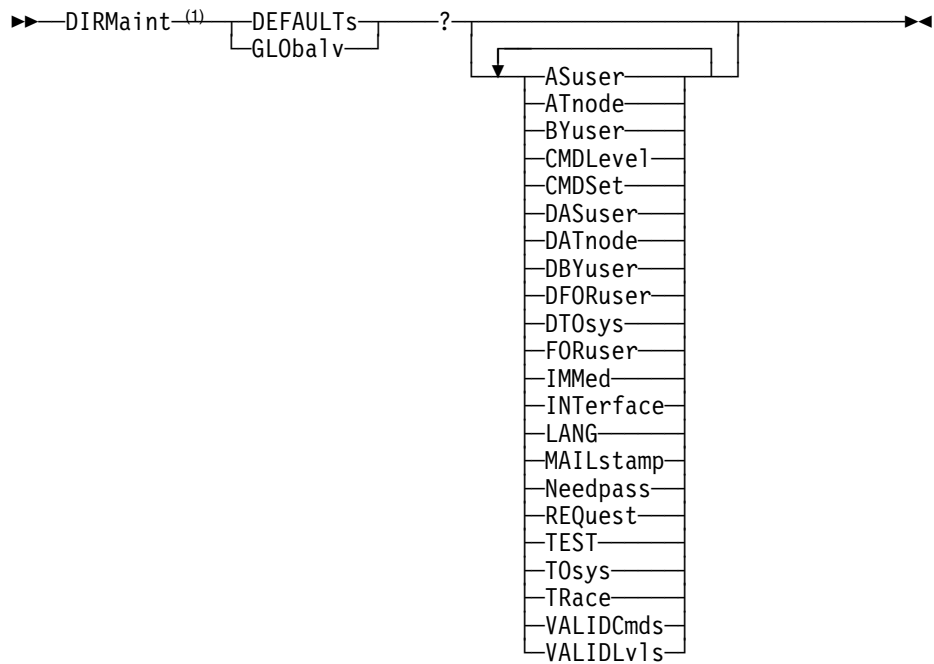 DIRMaint (1) DEFAULTs ?
GLObalv
ASuser
ATnode
BYuser
CMDLevel
CMDSet
DASuser
DATnode
DBYuser
DFORuser
DTOsys
FORuser
IMMed
INTerface
LANG
MAILstamp
Needpass
REQuest
TEST
TOsys
TRace
VALIDCmds
VALIDLvls